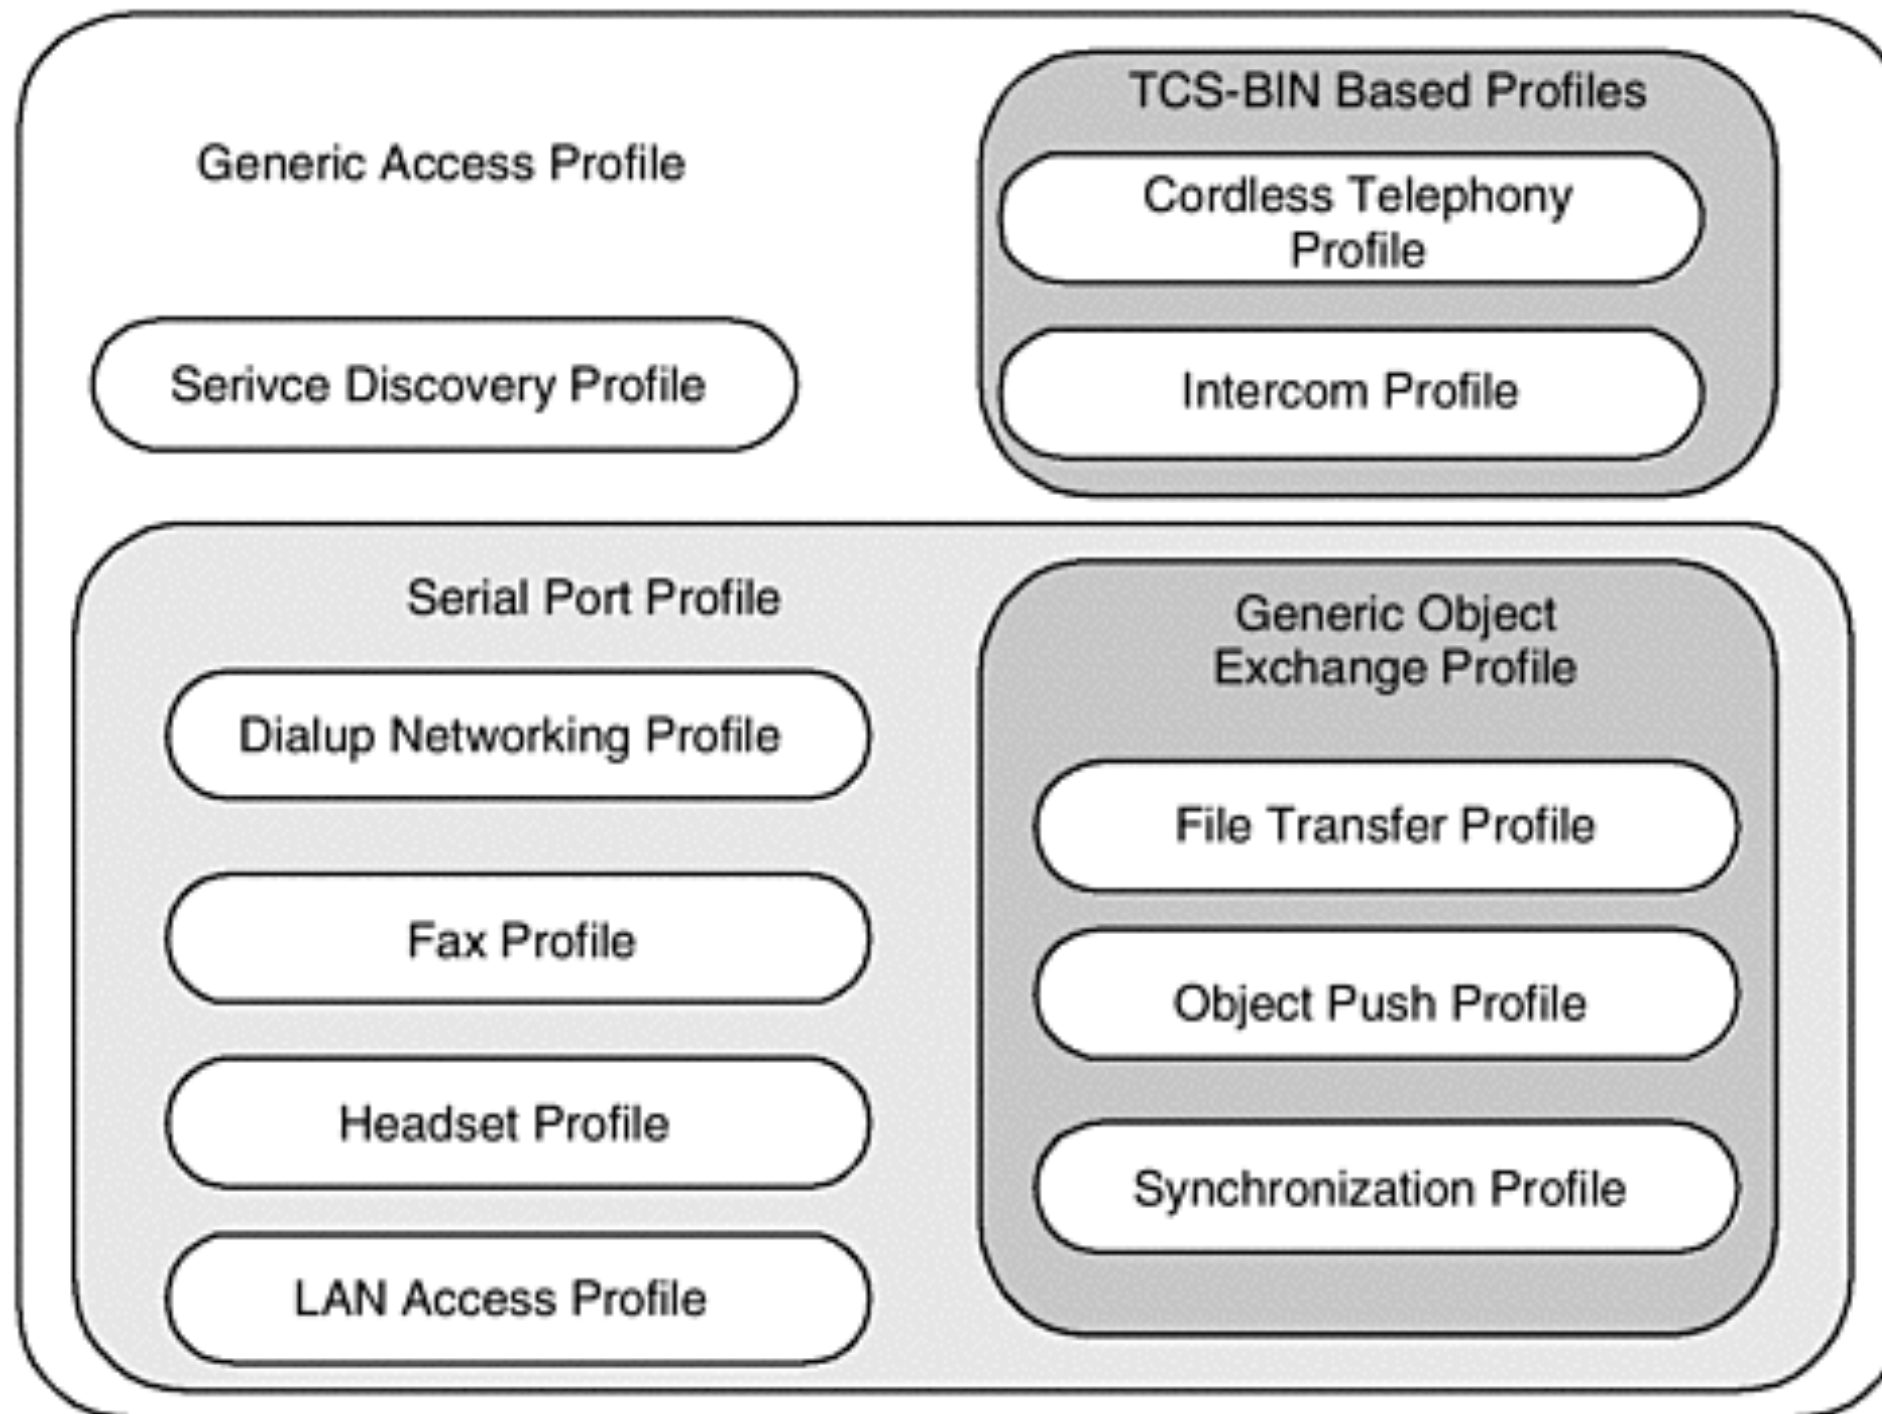 Generic Access Profile
Serivce Discovery Profile
TCS-BIN Based Profiles
Cordless Telephony
Profile
Intercom Profile
Serial Port Profile
Dialup Networking Profile
Fax Profile
Headset Profile
LAN Access Profile
Generic Object
Exchange Profile
File Transfer Profile
Object Push Profile
Synchronization Profile